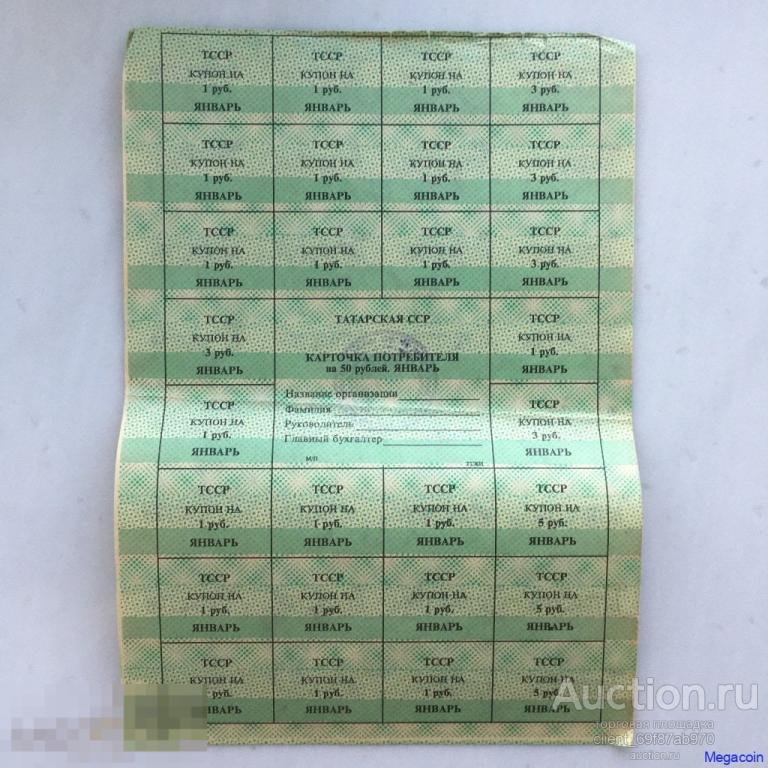 ТССР ТССР ТССР ТССР
КУПОН НА КУПОН НА КУПОН НА КУПОН НА
1 руб. 1 руб. 1 руб. 3 руб.
ЯНВАРЬ ЯНВАРЬ ЯНВАРЬ ЯНВАРЬ
ТССР ТССР ТССР ТССР
КУПОН НА КУПОН НА КУПОН НА КУПОН НА
1 руб. 1 руб. 1 руб. 3 руб.
ЯНВАРЬ ЯНВАРЬ ЯНВАРЬ ЯНВАРЬ
ТССР ТССР ТССР ТССР
КУПОН НА КУПОН НА КУПОН НА КУПОН НА
1 руб. 1 руб. 1 руб. 3 руб.
ЯНВАРЬ ЯНВАРЬ ЯНВАРЬ ЯНВАРЬ
ТССР
КУПОН НА
3 руб.
ЯНВАРЬ
ТАТАРСКАЯ ССР
КАРТОЧКА ПОТРЕБИТЕЛЯ
на 50 рублей. ЯНВАРЬ
Название организации
Фамилия
Руководитель
Главный бухгалтер
м/п
ТССР
КУПОН НА
1 руб.
ЯНВАРЬ
ТССР
КУПОН НА
1 руб.
ЯНВАРЬ
ТССР
КУПОН НА
3 руб.
ЯНВАРЬ
ТССР ТССР ТССР ТССР
КУПОН НА КУПОН НА КУПОН НА КУПОН НА
1 руб. 1 руб. 1 руб. 5 руб.
ЯНВАРЬ ЯНВАРЬ ЯНВАРЬ ЯНВАРЬ
ТССР ТССР ТССР ТССР
КУПОН НА КУПОН НА КУПОН НА КУПОН НА
1 руб. 1 руб. 1 руб. 5 руб.
ЯНВАРЬ ЯНВАРЬ ЯНВАРЬ ЯНВАРЬ
ТССР ТССР ТССР ТССР
КУПОН НА КУПОН НА КУПОН НА КУПОН НА
руб. 1 руб. 1 руб. 5 руб.
ЯНВАРЬ ЯНВАРЬ ЯНВАРЬ ЯНВАРЬ
Auction.ru
торговая площадка
client_69f87ab970
auction.ru
Megacoin